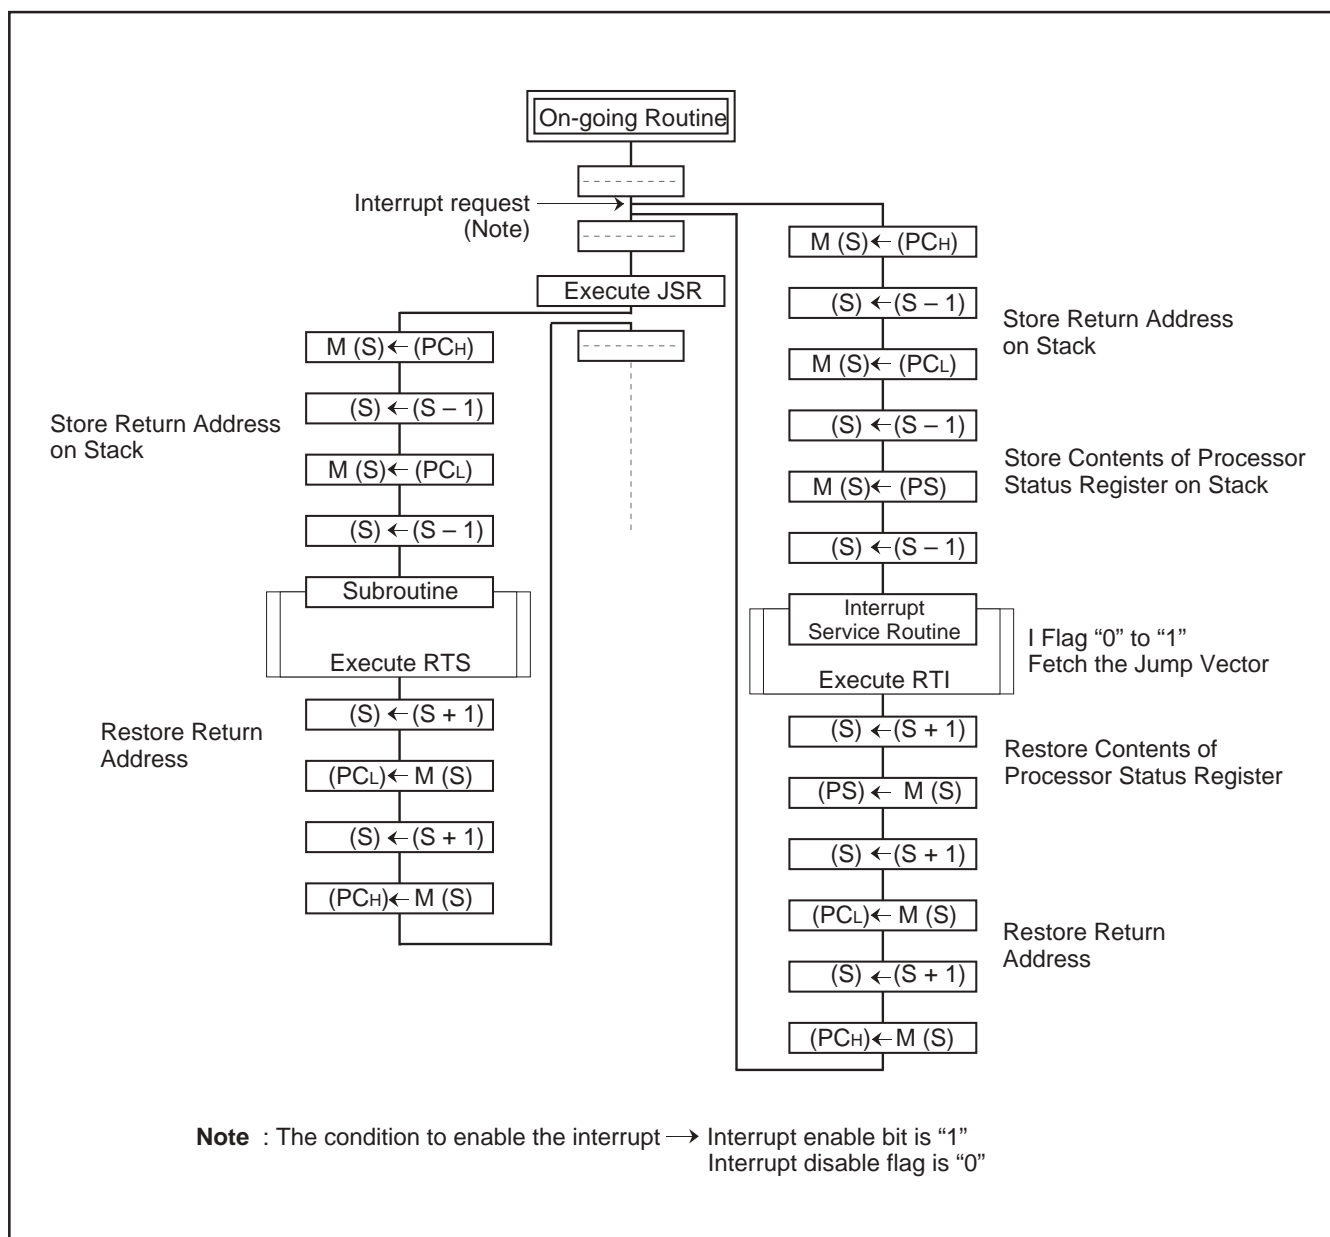 On-going Routine
Interrupt request
(Note)
Execute JSR
M (S) ← (PCH)
(S) ← (S – 1)
M (S) ← (PCL)
(S) ← (S – 1)
Store Return Address
on Stack
Subroutine
Execute RTS
(S) ← (S + 1)
(PCL) ← M (S)
(S) ← (S + 1)
(PCH) ← M (S)
Restore Return
Address
M (S) ← (PCH)
(S) ← (S – 1)
M (S) ← (PCL)
(S) ← (S – 1)
M (S) ← (PS)
(S) ← (S – 1)
Store Return Address
on Stack
Store Contents of Processor
Status Register on Stack
Interrupt
Service Routine
Execute RTI
I Flag “0” to “1”
Fetch the Jump Vector
(S) ← (S + 1)
(PS) ← M (S)
(S) ← (S + 1)
(PCL) ← M (S)
(S) ← (S + 1)
(PCH) ← M (S)
Restore Contents of
Processor Status Register
Restore Return
Address
Note : The condition to enable the interrupt → Interrupt enable bit is “1”
Interrupt disable flag is “0”